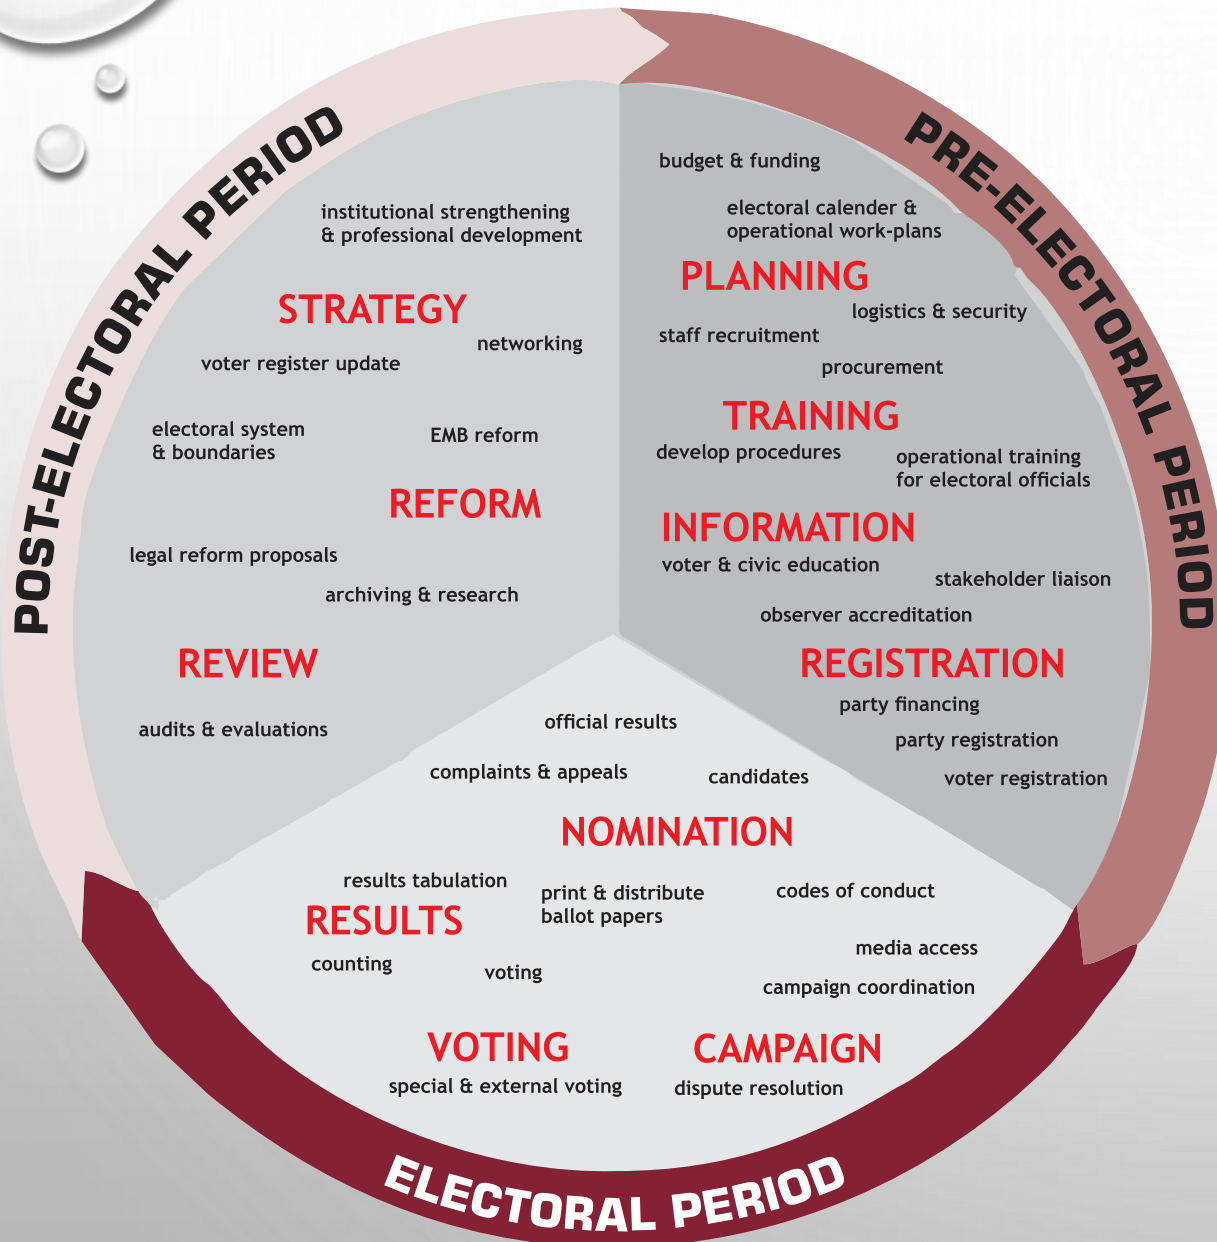 POST-ELECTORAL PERIOD
institutional strengthening
& professional development
STRATEGY
networking
voter register update
electoral system
& boundaries
EMB reform
REFORM
legal reform proposals
archiving & research
REVIEW
audits & evaluations
PRE-ELECTORAL PERIOD
budget & funding
electoral calender &
operational work-plans
PLANNING
logistics & security
staff recruitment
procurement
TRAINING
develop procedures
operational training
for electoral officials
INFORMATION
voter & civic education
stakeholder liaison
observer accreditation
REGISTRATION
party financing
party registration
voter registration
official results
complaints & appeals
candidates
NOMINATION
results tabulation
print & distribute
ballot papers
codes of conduct
RESULTS
media access
counting
voting
campaign coordination
VOTING
CAMPAIGN
special & external voting
dispute resolution
ELECTORAL PERIOD